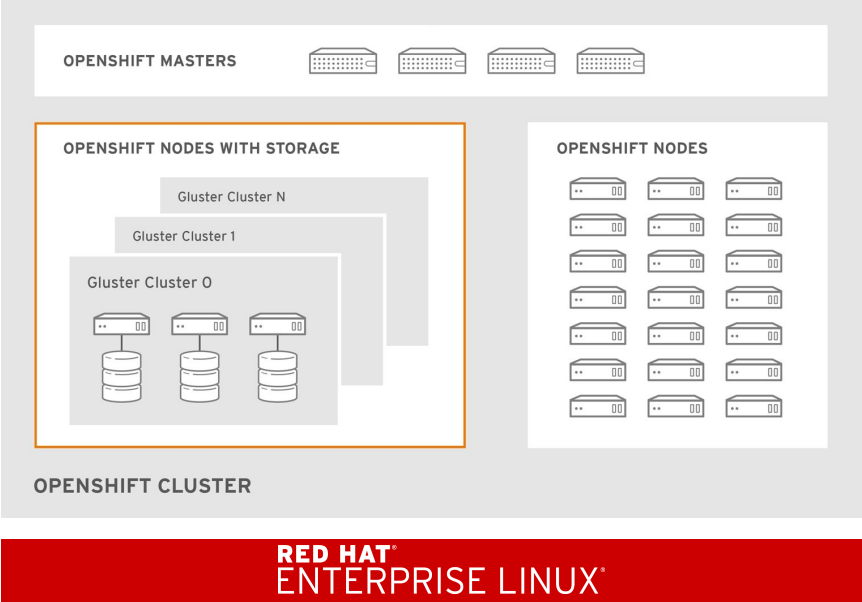 OPENSHIFT MASTERS
OPENSHIFT NODES WITH STORAGE
Gluster Cluster N
Gluster Cluster 1
Gluster Cluster 0
OPENSHIFT NODES
OPENSHIFT CLUSTER
RED HAT®
ENTERPRISE LINUX®